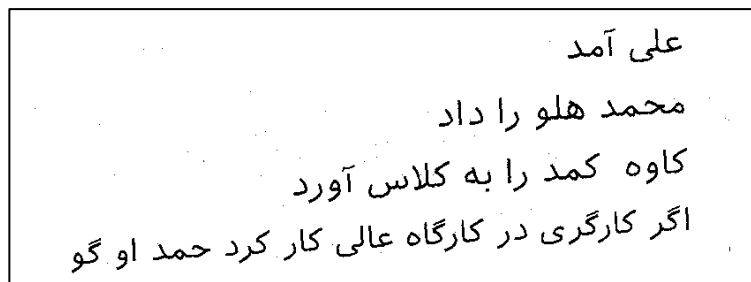 علی آمد
محمد هلو را داد
کاوه کمد را به کلاس آورد
اگر کارگری در کارگاه عالی کار کرد حمد او گو